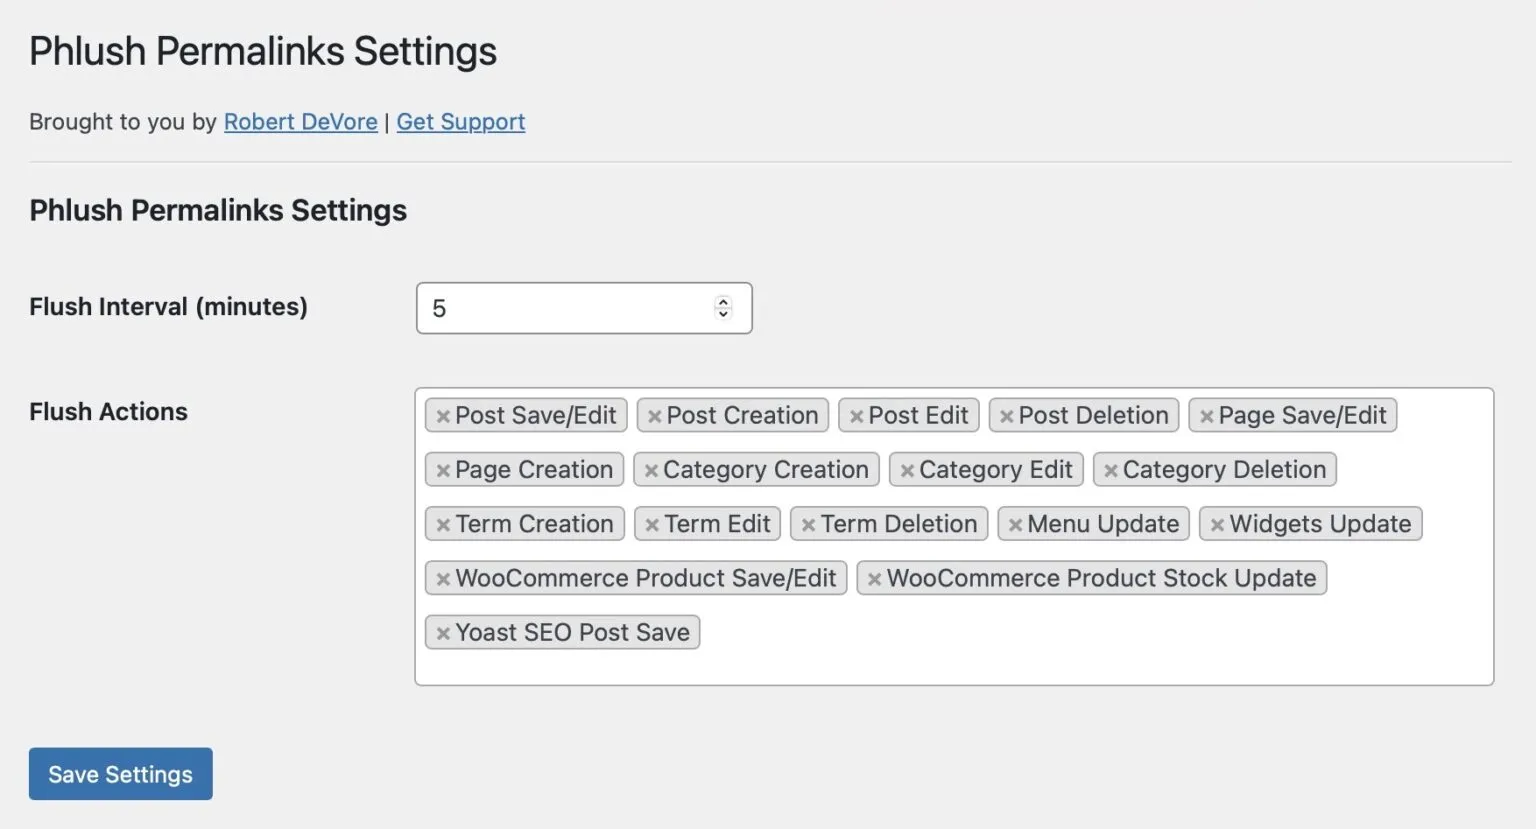 Phlush Permalinks Settings
Brought to you by Robert DeVore | Get Support
Phlush Permalinks Settings
Flush Interval (minutes) 5
Flush Actions ×Post Save/Edit ×Post Creation ×Post Edit ×Post Deletion ×Page Save/Edit
×Page Creation ×Category Creation ×Category Edit ×Category Deletion
×Term Creation ×Term Edit ×Term Deletion ×Menu Update ×Widgets Update
×WooCommerce Product Save/Edit ×WooCommerce Product Stock Update
×Yoast SEO Post Save
Save Settings